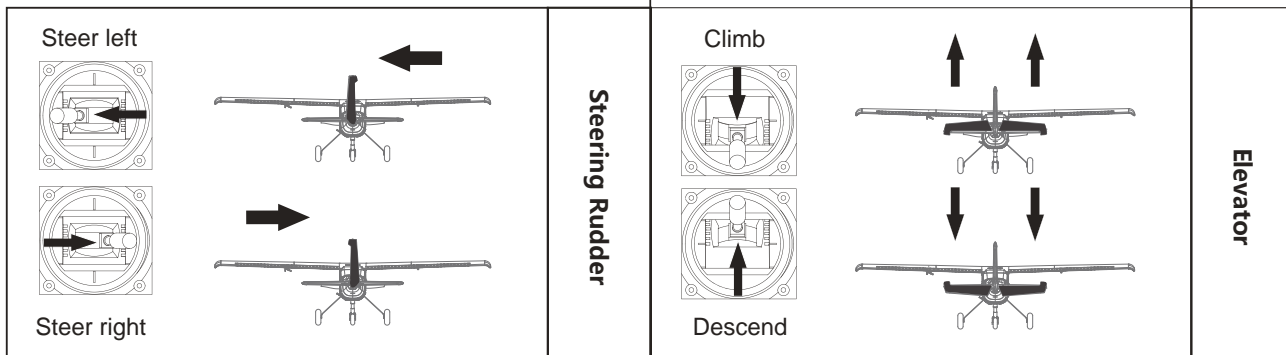 Steer left
Steer right
Steering Rudder
Climb
Descend
Elevator